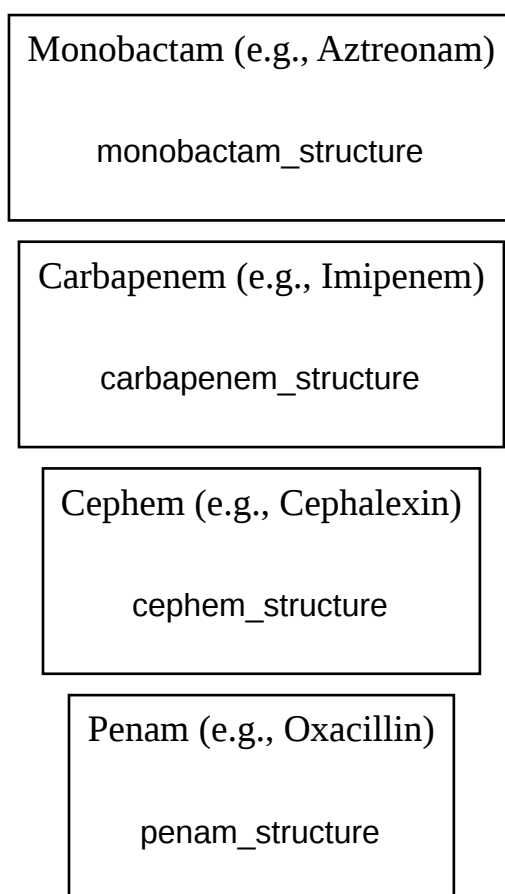 Monobactam (e.g., Aztreonam)
monobactam_structure
Carbapenem (e.g., Imipenem)
carbapenem_structure
Cephem (e.g., Cephalexin)
cephem_structure
Penam (e.g., Oxacillin)
penam_structure